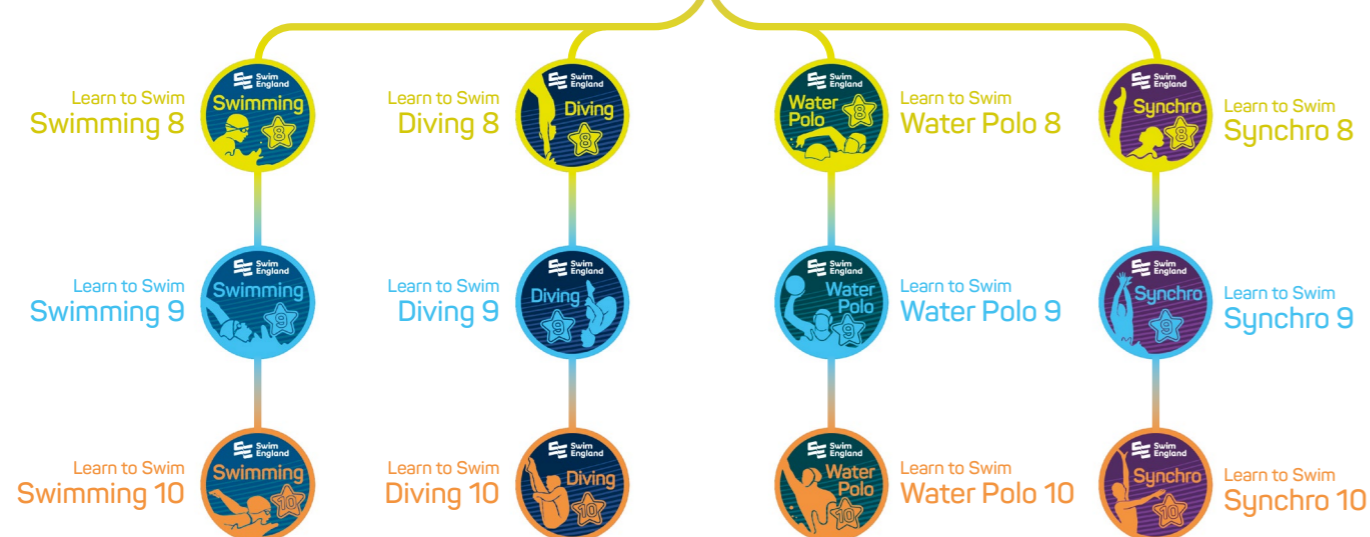 Learn to Swim
Swimming 8
Swim
England
Swimming
8
Learn to Swim
Diving 8
Swim
England
Diving
8
Swim
England
Water
Polo
8
Learn to Swim
Water Polo 8
Swim
England
Synchro
8
Learn to Swim
Synchro 8
Learn to Swim
Swimming 9
Swim
England
Swimming
9
Learn to Swim
Diving 9
Swim
England
Diving
9
Swim
England
Water
Polo
9
Learn to Swim
Water Polo 9
Swim
England
Synchro
9
Learn to Swim
Synchro 9
Learn to Swim
Swimming 10
Swim
England
Swimming
10
Learn to Swim
Diving 10
Swim
England
Diving
10
Swim
England
Water
Polo
10
Learn to Swim
Water Polo 10
Swim
England
Synchro
10
Learn to Swim
Synchro 10